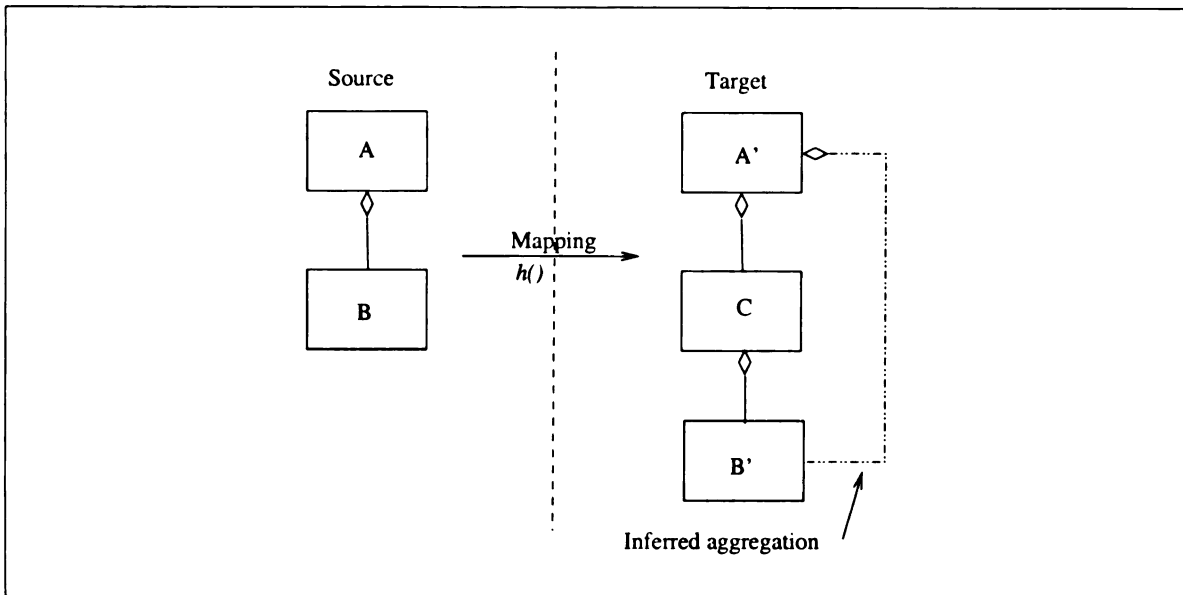 Source
Target
A
A'
Mapping
h()
B
C
B'
Inferred aggregation